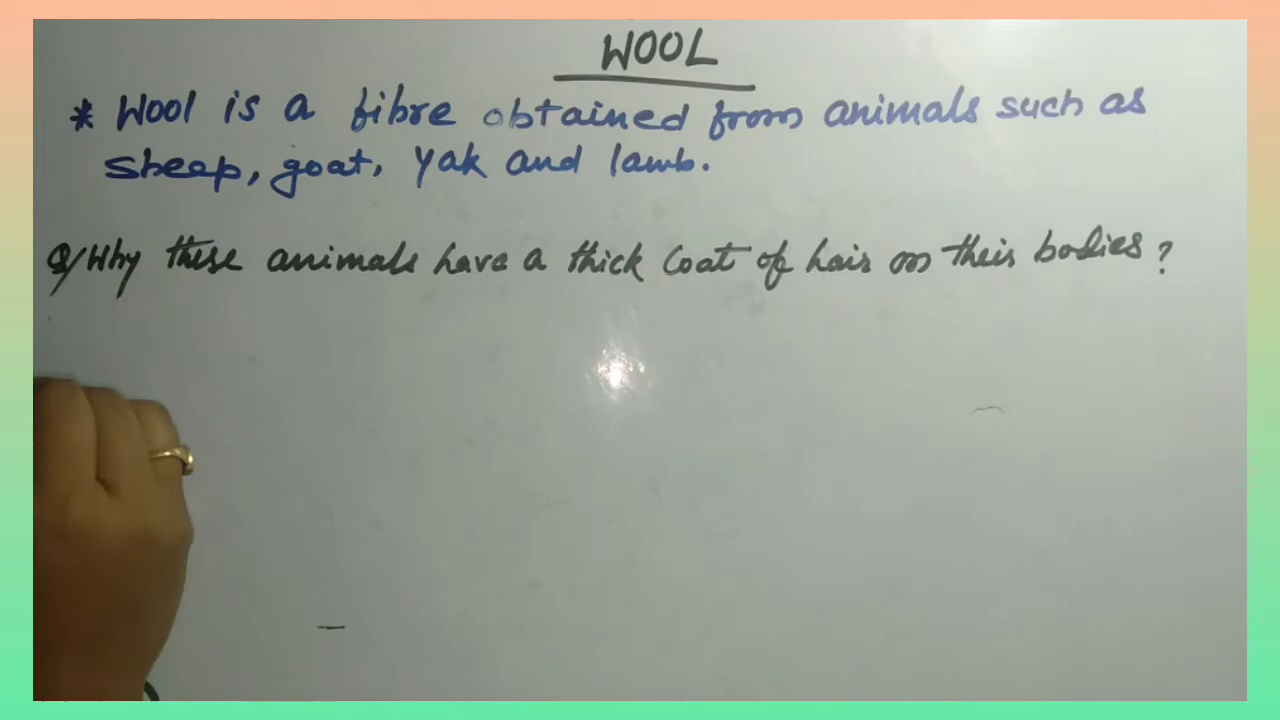 WOOL
* Wool is a fibre obtained from animals such as
sheep, goat, Yak and lamb.
Q/Why these animals have a thick Coat of hair on their bodies?